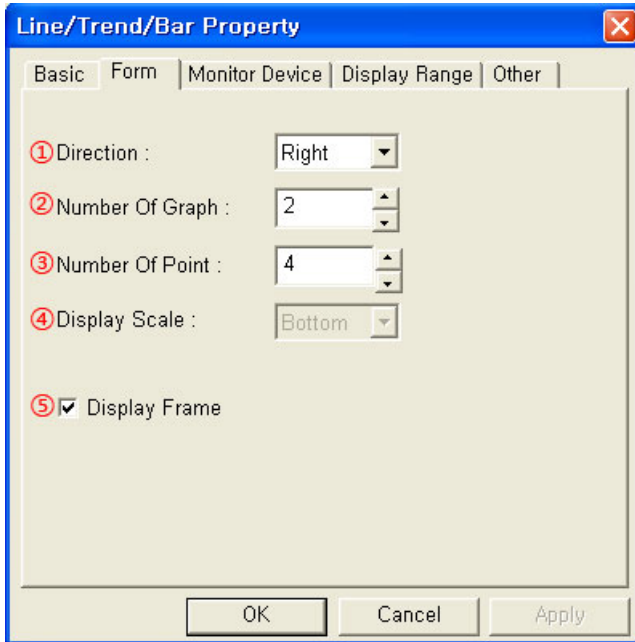 Line/Trend/Bar Property
Basic Form Monitor Device Display Range Other
①Direction : Right
②Number Of Graph : 2
③Number Of Point : 4
④Display Scale : Bottom
⑤ Display Frame
OK Cancel Apply